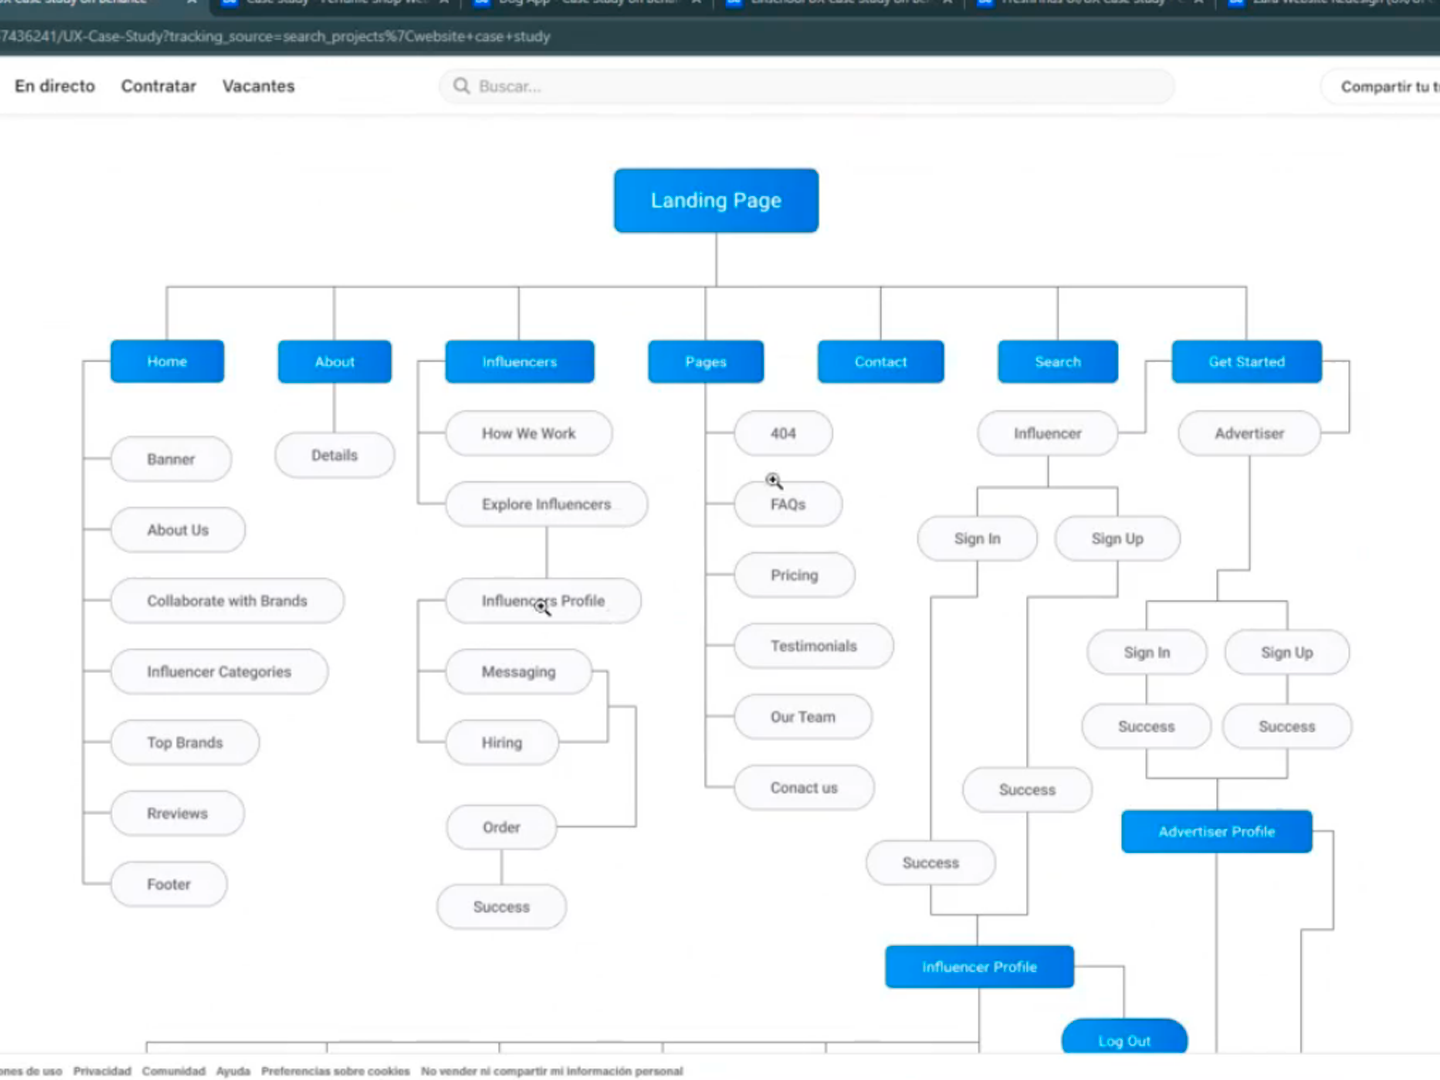 7436241/UX-Case-Study?tracking_source=search_projects%7Cwebsite+case+study
En directo Contratar Vacantes Buscar... Compartir tu t
Landing Page
Home About Influencers Pages Contact Search Get Started
How We Work 404 Influencer Advertiser
Banner Details
Explore Influencers FAQs
About Us Sign In Sign Up
Pricing
Collaborate with Brands Influencers Profile
Testimonials Sign In Sign Up
Influencer Categories Messaging
Our Team Success Success
Top Brands Hiring
Conact us Success
Rreviews Order Advertiser Profile
Success
Footer
Success
Influencer Profile
Log Out
ones de uso Privacidad Comunidad Ayuda Preferencias sobre cookies No vender ni compartir mi información personal